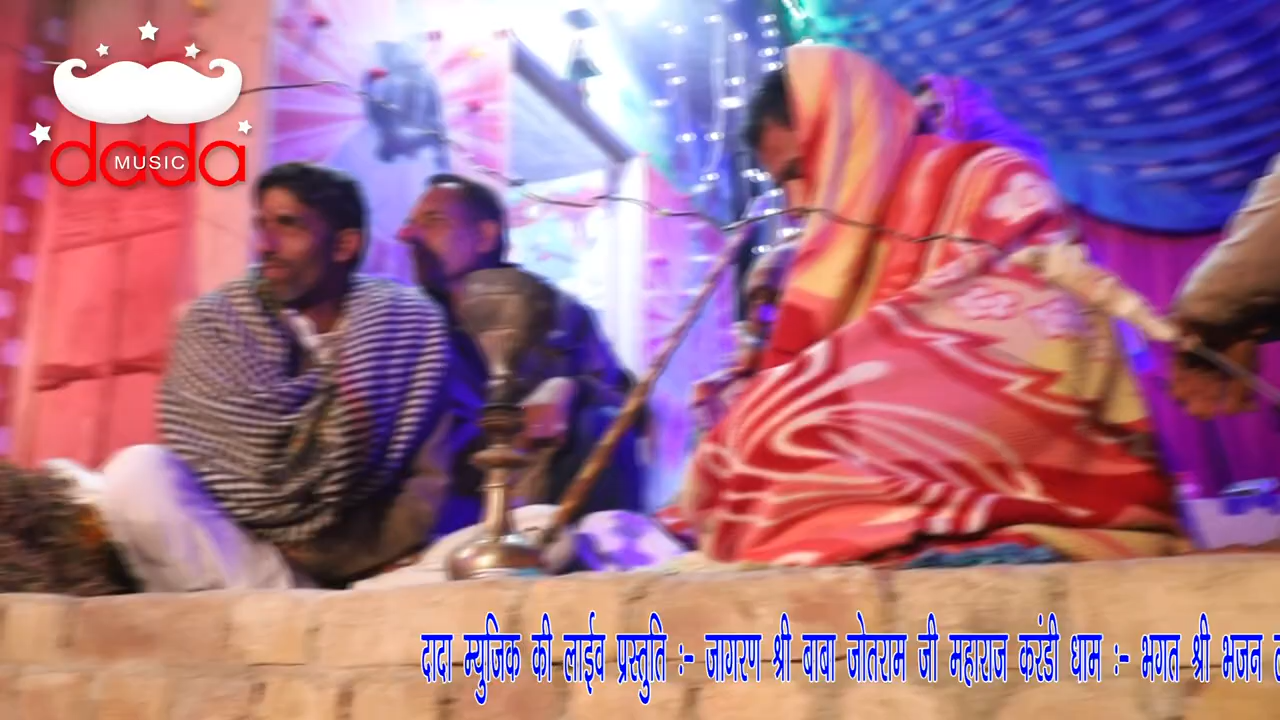 dada
MUSIC
दादा म्युजिक की लाईव प्रस्तुति :- जागरण श्री बाबा जोतराम जी महाराज करंडी धाम :- भगत श्री भजन